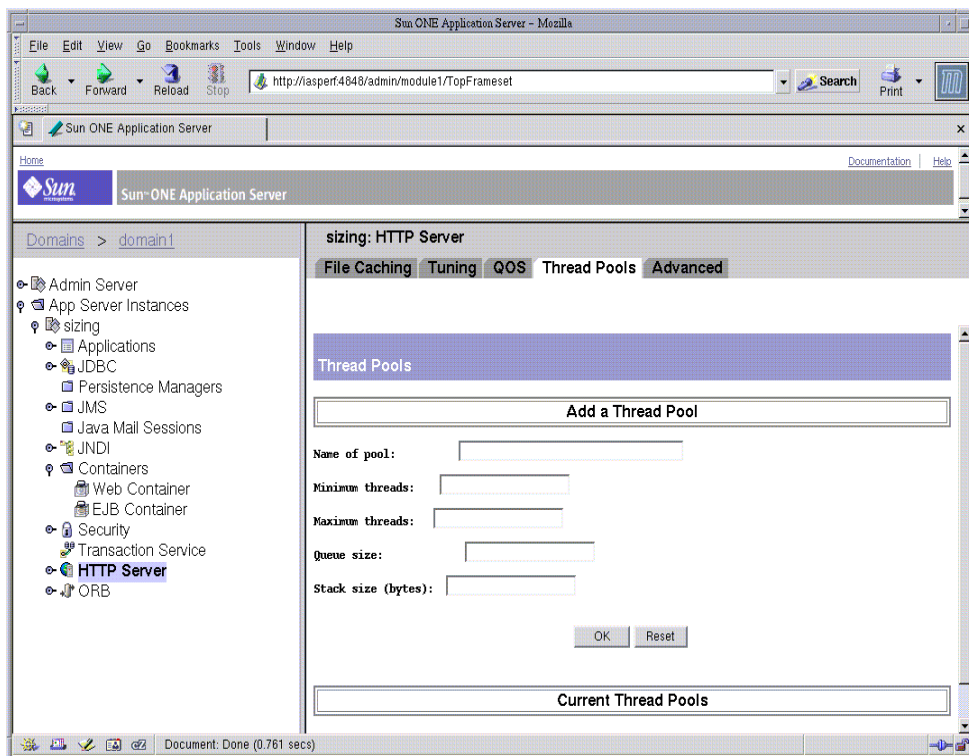 Sun ONE Application Server - Mozilla
File Edit View Go Bookmarks Tools Window Help
Back Forward Reload Stop http://iasperf:4848/admin/module1/TopFrameset Search Print
Sun ONE Application Server x
Home Documentation Help
Sun microsystems Sun™ ONE Application Server
Domains > domain1
Admin Server
App Server Instances
sizing
Applications
JDBC
Persistence Managers
JMS
Java Mail Sessions
JNDI
Containers
Web Container
EJB Container
Security
Transaction Service
HTTP Server
ORB
sizing: HTTP Server
File Caching Tuning QOS Thread Pools Advanced
Thread Pools
Add a Thread Pool
Name of pool:
Minimum threads:
Maximum threads:
Queue size:
Stack size (bytes):
OK Reset
Current Thread Pools
Document: Done (0.761 secs)